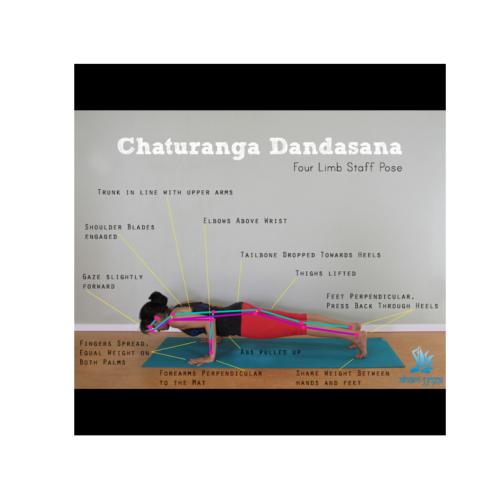 Chaturanga Dandasana
Four Limb Staff Pose
Trunk in line with upper arms
Elbows Above Wrist
Shoulder Blades
engaged
Tailbone Dropped Towards Heels
Thighs lifted
Gaze slightly
forward
Feet Perpendicular,
Press Back Through Heels
Fingers Spread,
Equal Weight on
Both Palms
Abs pulled up
Forearms Perpendicular
to the Mat
Share Weight Between
hands and feet